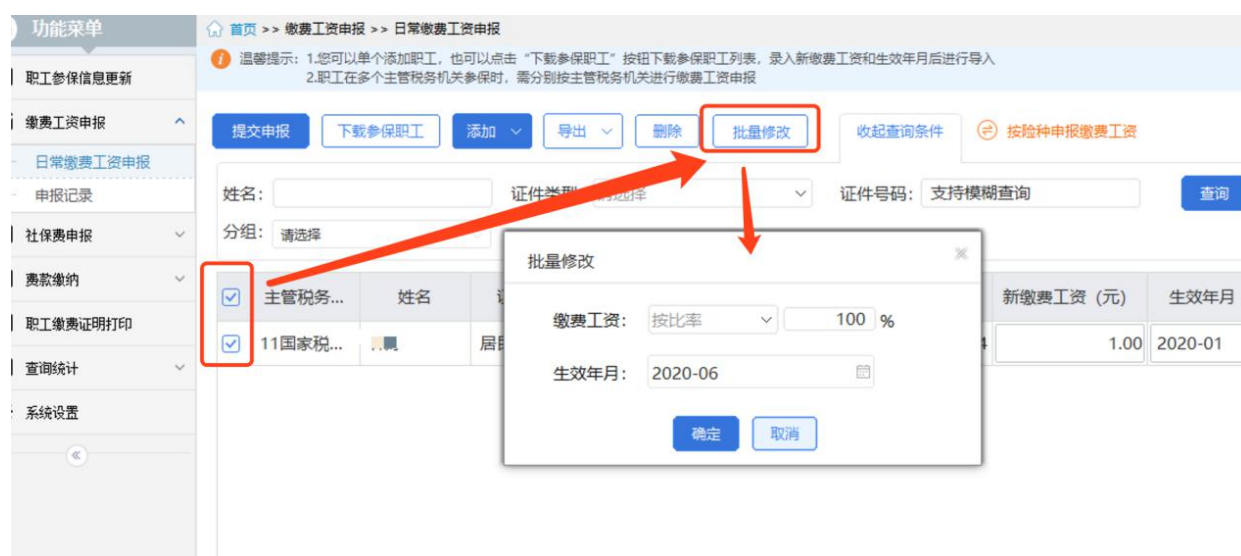 功能菜单
首页 >> 缴费工资申报 >> 日常缴费工资申报
温馨提示：1.您可以单个添加职工，也可以点击“下载参保职工”按钮下载参保职工列表，录入新缴费工资和生效年月后进行导入
2.职工在多个主管税务机关参保时，需分别按主管税务机关进行缴费工资申报
职工参保信息更新
缴费工资申报
日常缴费工资申报
申报记录
社保费申报
费款缴纳
职工缴费证明打印
查询统计
系统设置
提交申报 下载参保职工 添加 导出 删除 批量修改 收起查询条件 按险种申报缴费工资
姓名： 证件类型 证件号码：支持模糊查询 查询
分组：请选择
主管税务... 姓名 新缴费工资（元） 生效年月
11国家税... 居 1.00 2020-01
批量修改
缴费工资：按比率 100 %
生效年月：2020-06
确定 取消